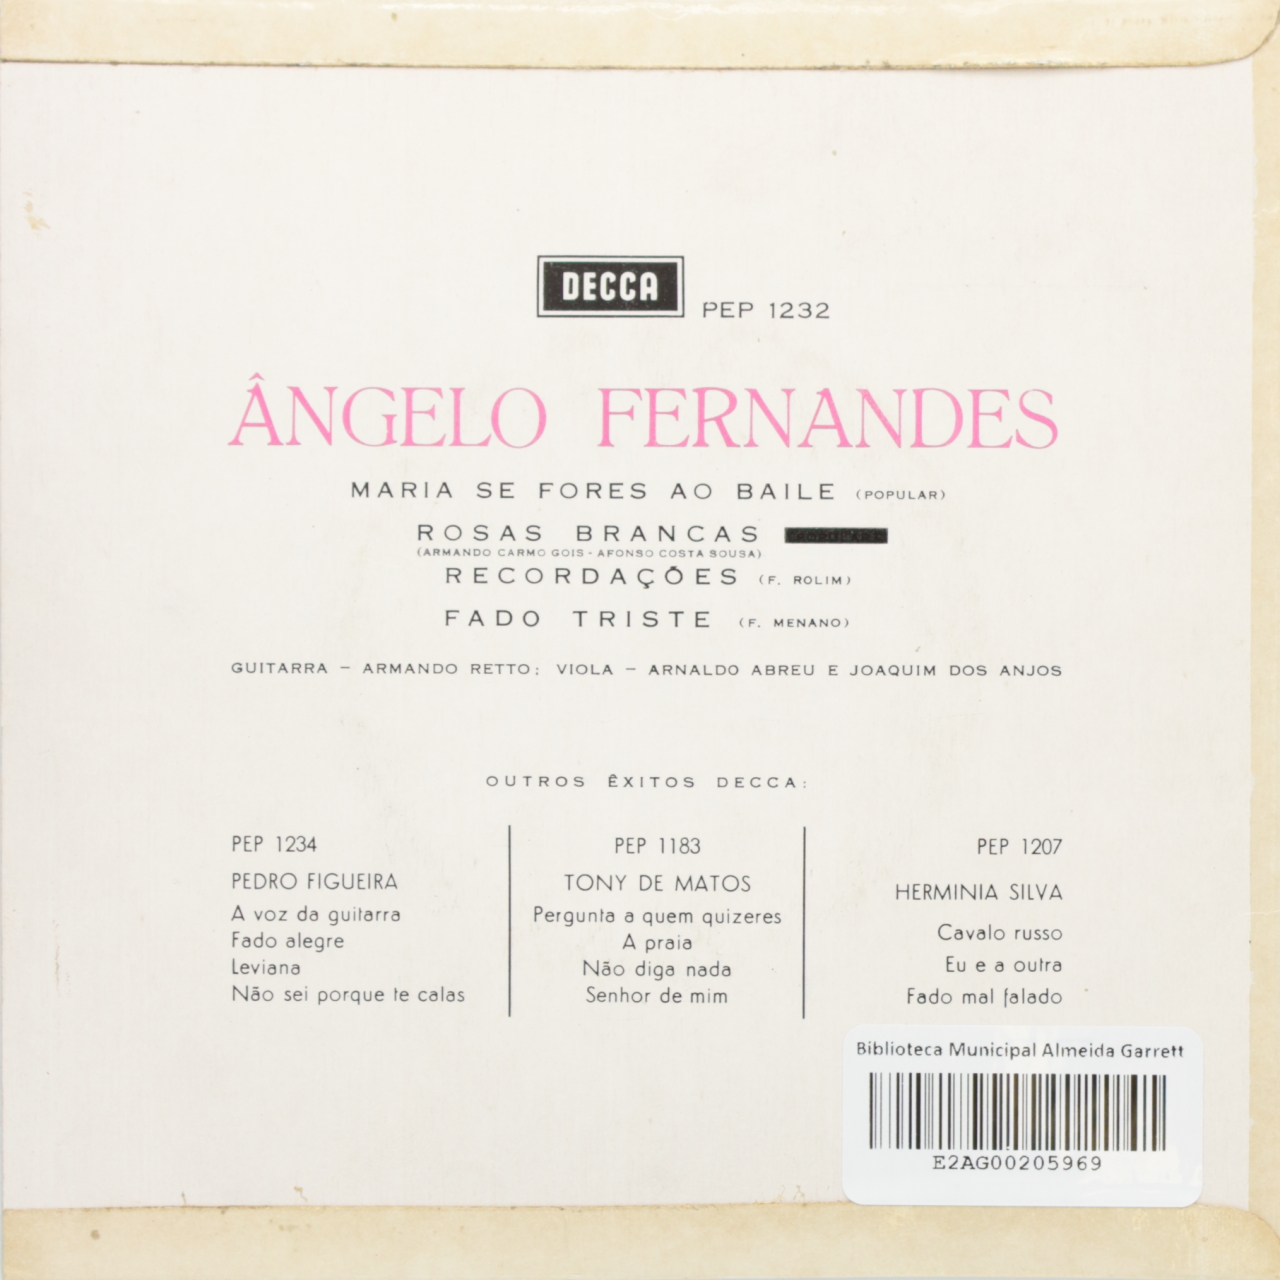 DECCA PEP 1232
ÂNGELO FERNANDES
MARIA SE FORES AO BAILE (POPULAR)
ROSAS BRANCAS
(ARMANDO CARMO GOIS - AFONSO COSTA SOUSA)
RECORDAÇÕES (F. ROLIM)
FADO TRISTE (F. MENANO)
GUITARRA – ARMANDO RETTO; VIOLA – ARNALDO ABREU E JOAQUIM DOS ANJOS
OUTROS ÊXITOS DECCA:
PEP 1234
PEDRO FIGUEIRA
A voz da guitarra
Fado alegre
Leviana
Não sei porque te calas
PEP 1183
TONY DE MATOS
Pergunta a quem quizeres
A praia
Não diga nada
Senhor de mim
PEP 1207
HERMINIA SILVA
Cavalo russo
Eu e a outra
Fado mal falado
Biblioteca Municipal Almeida Garrett
E2AG00205969